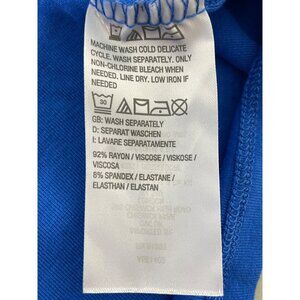 MACHINE WASH COLD DELICATE
CYCLE. WASH SEPARATELY. ONLY
NON-CHLORINE BLEACH WHEN
NEEDED. LINE DRY. LOW IRON IF
NEEDED
30
GB: WASH SEPARATELY
D: SEPARAT WASCHEN
I: LAVARE SEPARATAMENTE
92% RAYON / VISCOSE / VISKOSE /
VISCOSA
8% SPANDEX / ELASTANE /
ELASTHAN / ELASTAN